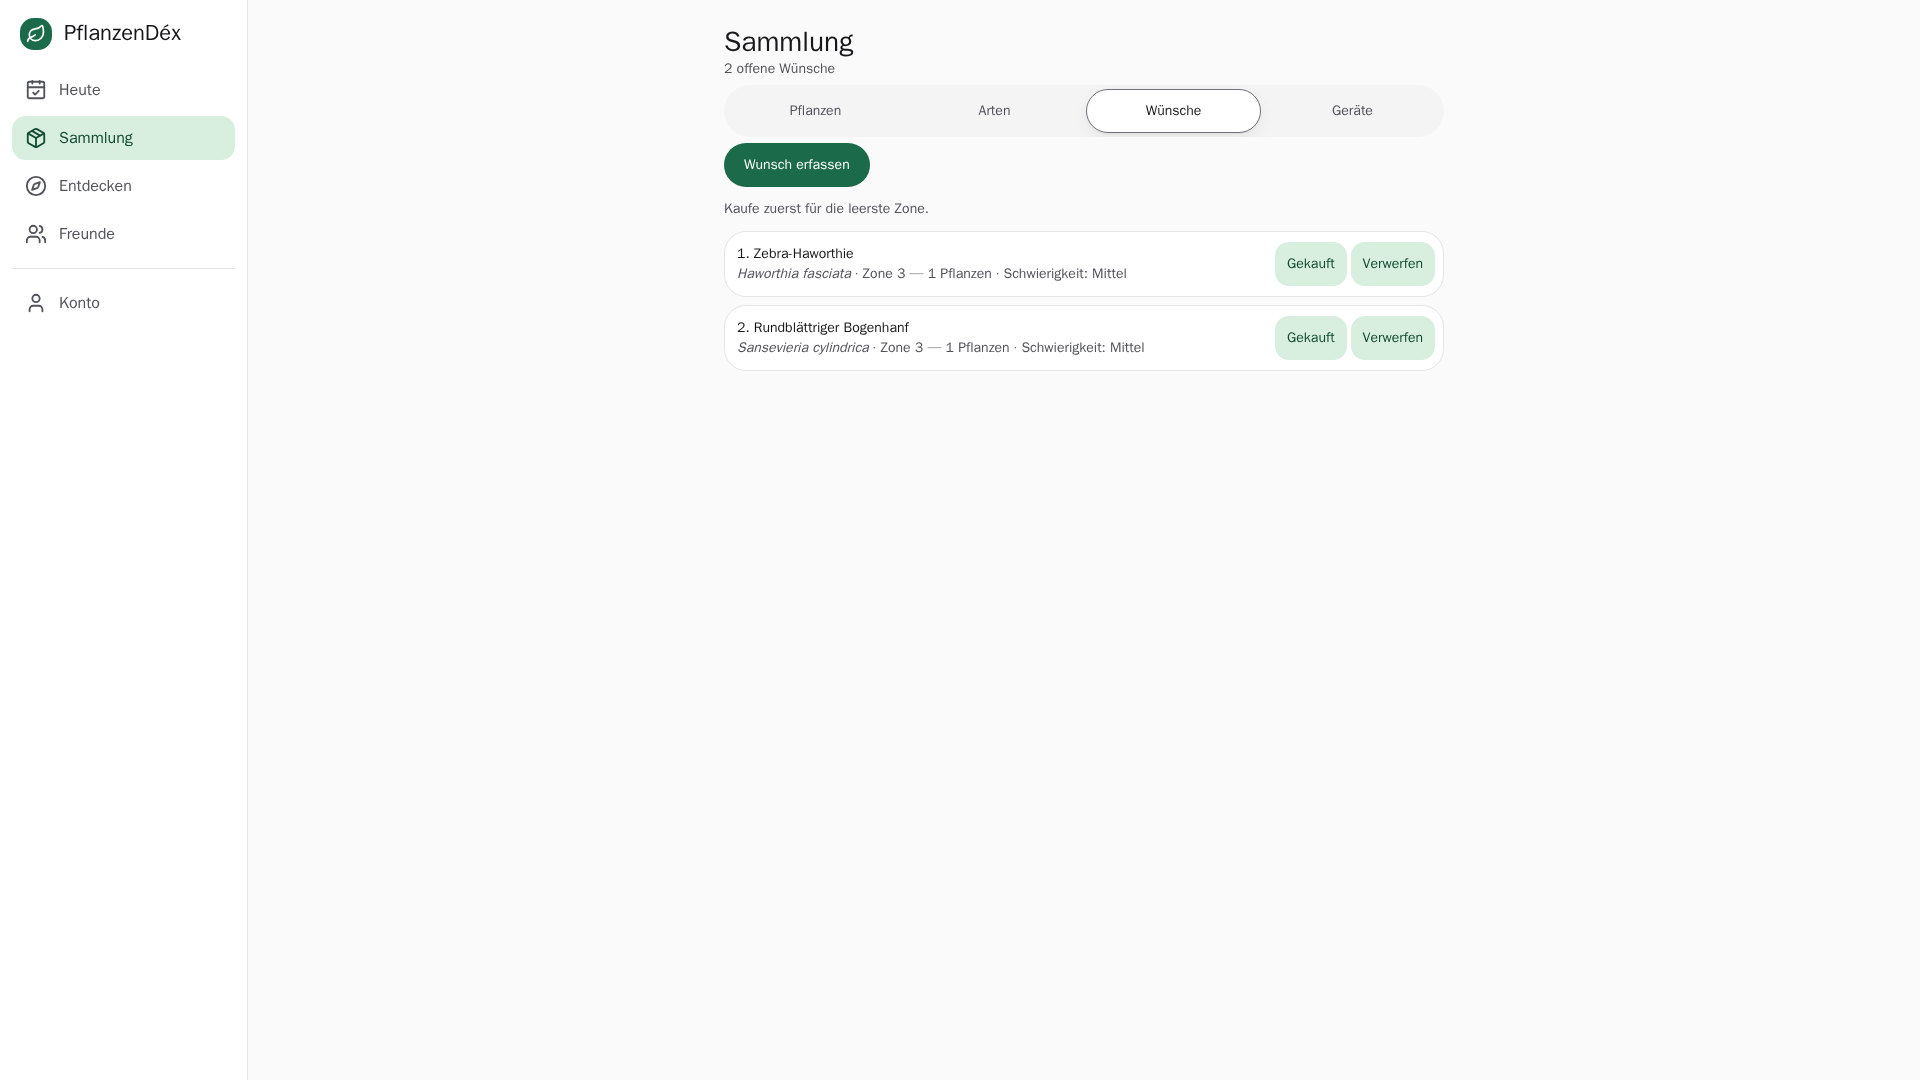 PflanzenDéx
Heute
Sammlung
Entdecken
Freunde
Konto
Sammlung
2 offene Wünsche
Pflanzen
Arten
Wünsche
Geräte
Wunsch erfassen
Kaufe zuerst für die leerste Zone.
1. Zebra-Haworthie
Haworthia fasciata · Zone 3 — 1 Pflanzen · Schwierigkeit: Mittel
Gekauft
Verwerfen
2. Rundblättriger Bogenhanf
Sansevieria cylindrica · Zone 3 — 1 Pflanzen · Schwierigkeit: Mittel
Gekauft
Verwerfen